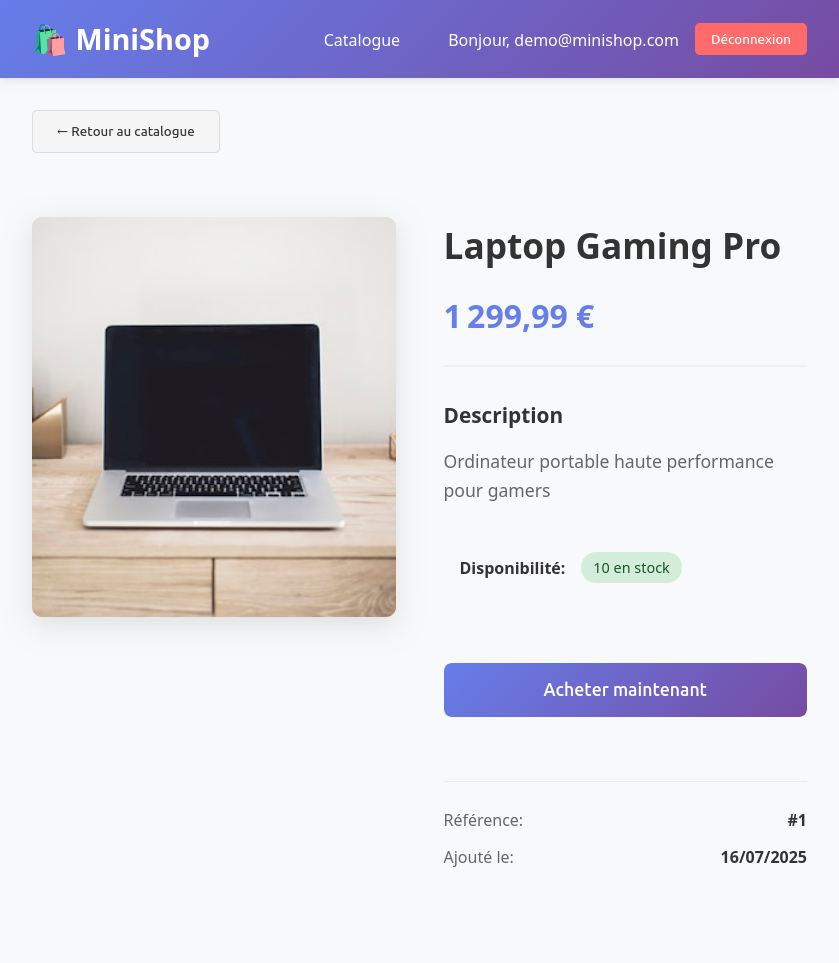 MiniShop
Catalogue
Bonjour, demo@minishop.com
Déconnexion
← Retour au catalogue
Laptop Gaming Pro
1 299,99 €
Description
Ordinateur portable haute performance
pour gamers
Disponibilité: 10 en stock
Acheter maintenant
Référence: #1
Ajouté le: 16/07/2025